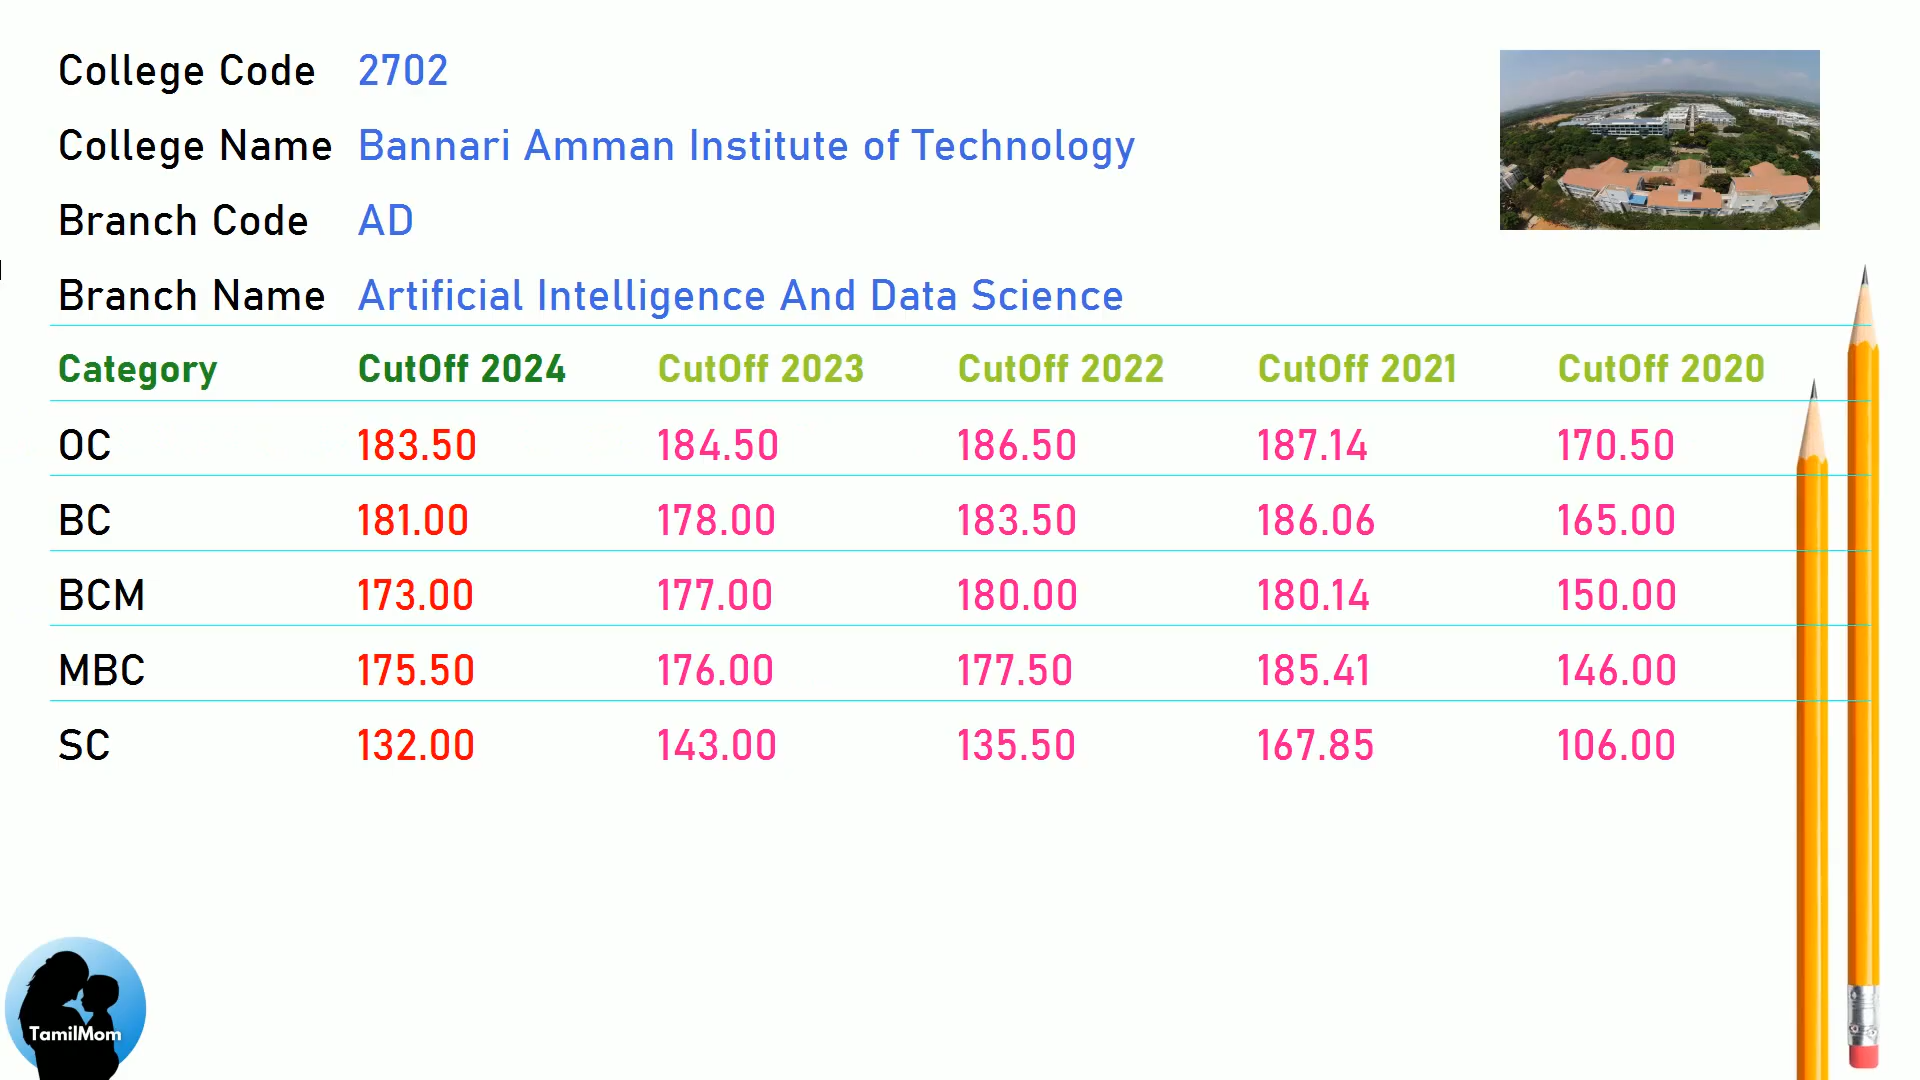 College Code 2702
College Name Bannari Amman Institute of Technology
Branch Code AD
Branch Name Artificial Intelligence And Data Science
Category CutOff 2024 CutOff 2023 CutOff 2022 CutOff 2021 CutOff 2020
OC 183.50 184.50 186.50 187.14 170.50
BC 181.00 178.00 183.50 186.06 165.00
BCM 173.00 177.00 180.00 180.14 150.00
MBC 175.50 176.00 177.50 185.41 146.00
SC 132.00 143.00 135.50 167.85 106.00
TamilMom